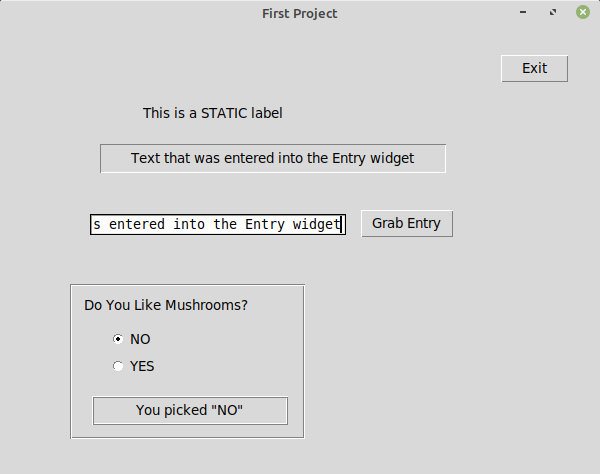 First Project
Exit
This is a STATIC label
Text that was entered into the Entry widget
s entered into the Entry widget
Grab Entry
Do You Like Mushrooms?
NO
YES
You picked "NO"